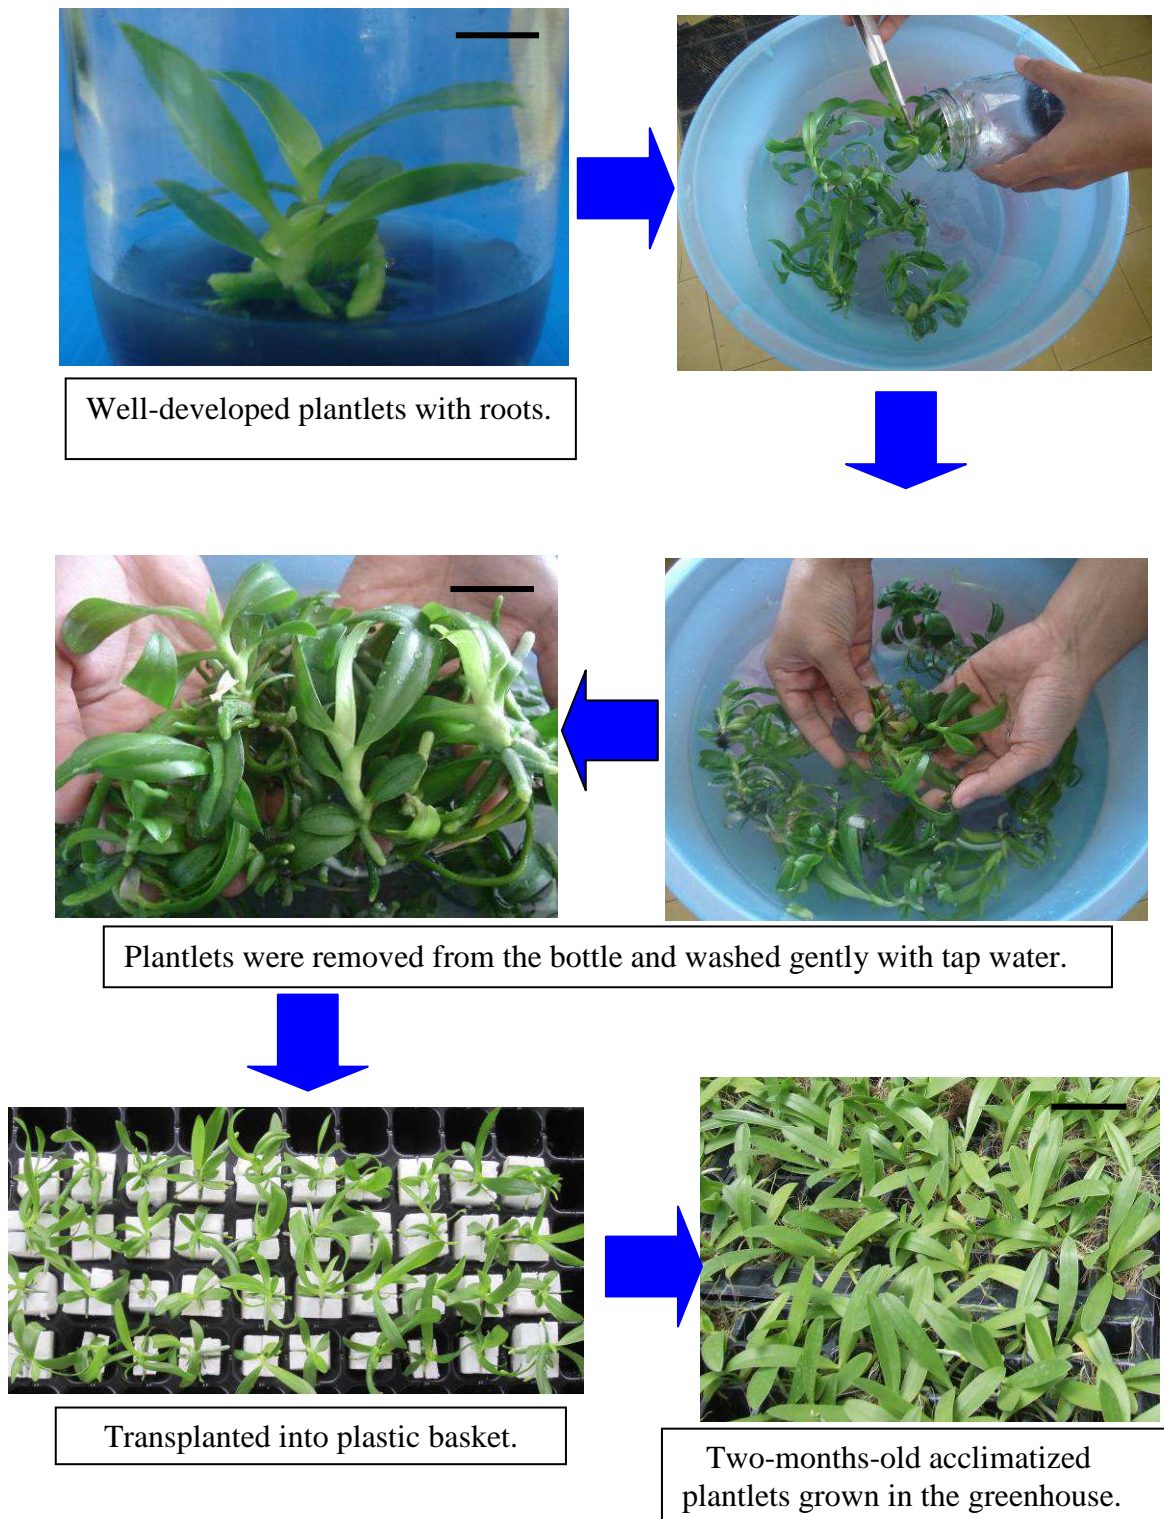 Well-developed plantlets with roots.
Plantlets were removed from the bottle and washed gently with tap water.
Transplanted into plastic basket.
Two-months-old acclimatized
plantlets grown in the greenhouse.